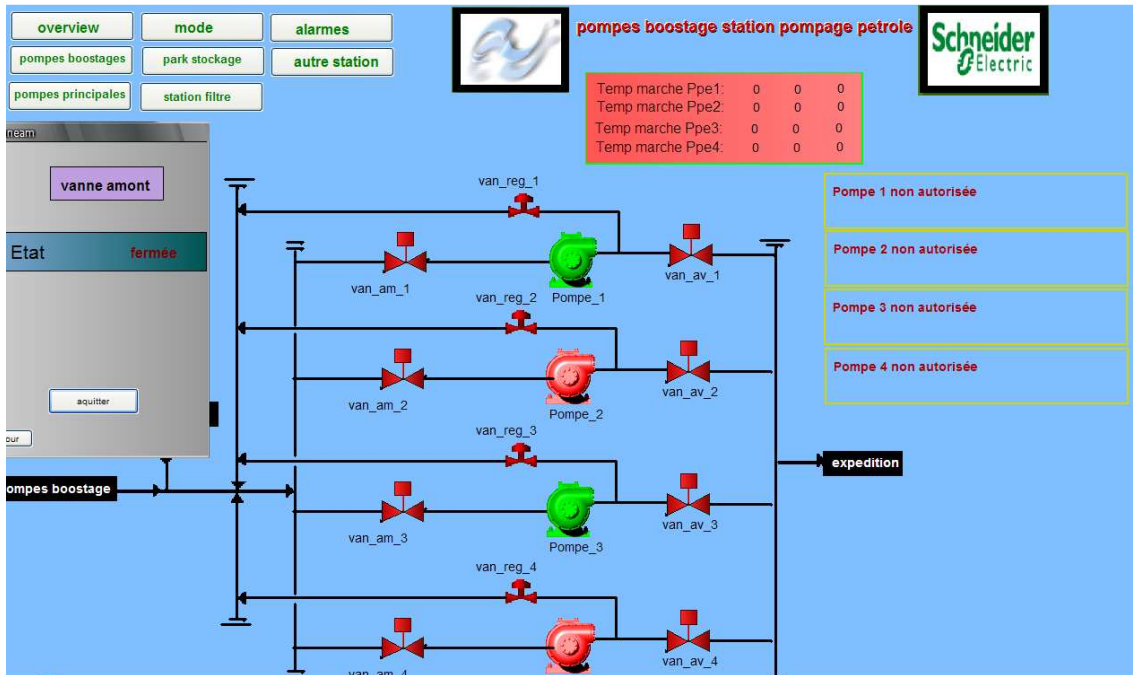 overview
mode
alarmes
pompes boostages
park stockage
autre station
pompes principales
station filtre
pompes boostage station pompage petrole
Schneider
Electric
Temp marche Ppe1: 0 0 0
Temp marche Ppe2: 0 0 0
Temp marche Ppe3: 0 0 0
Temp marche Ppe4: 0 0 0
vanne amont
Etat fermée
aquitter
our
ompes boostage
van_reg_1
van_am_1
Pompe_1
van_av_1
van_reg_2
van_am_2
Pompe_2
van_av_2
van_reg_3
van_am_3
Pompe_3
van_av_3
van_reg_4
van_am_4
van_av_4
Pompe 1 non autorisée
Pompe 2 non autorisée
Pompe 3 non autorisée
Pompe 4 non autorisée
expedition